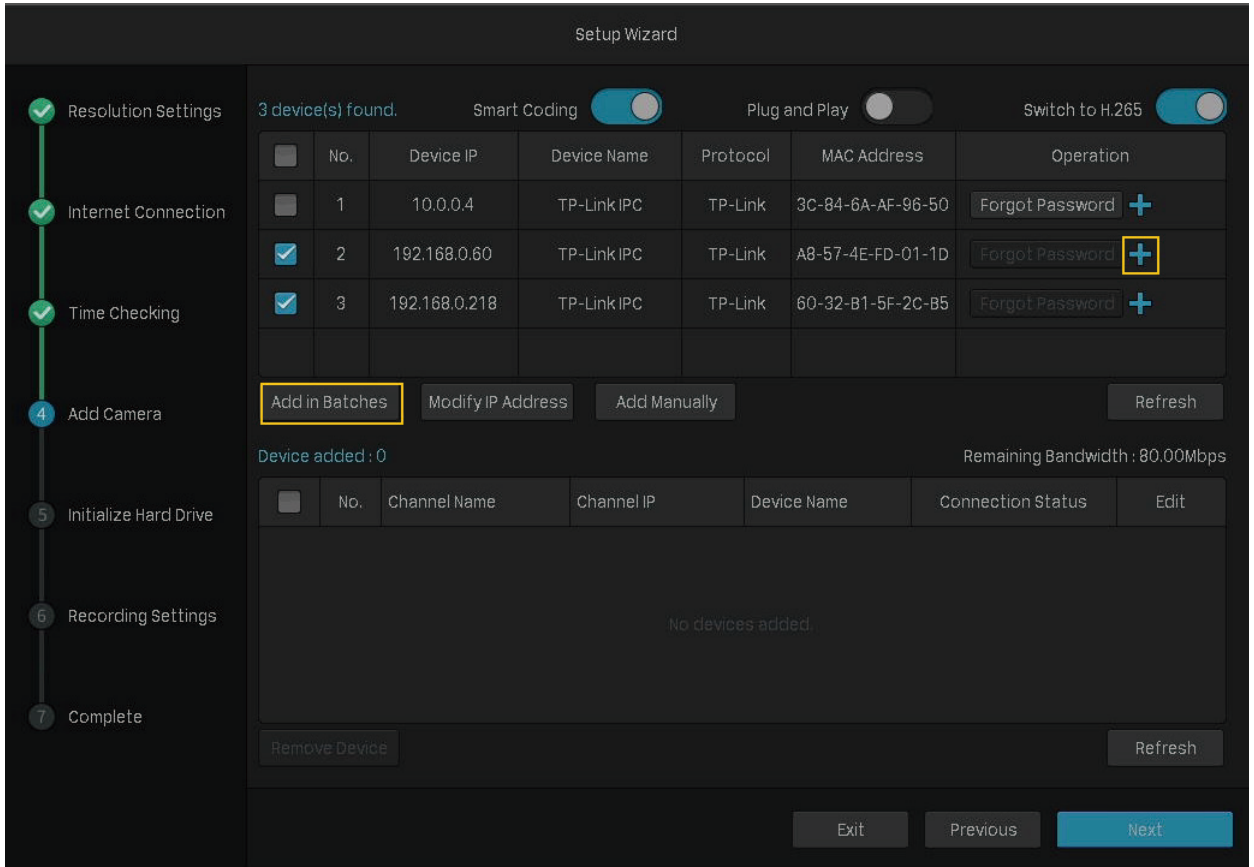 Setup Wizard
Resolution Settings
Internet Connection
Time Checking
4 Add Camera
5 Initialize Hard Drive
6 Recording Settings
7 Complete
3 device(s) found. Smart Coding Plug and Play Switch to H.265
No. Device IP Device Name Protocol MAC Address Operation
1 10.0.0.4 TP-Link IPC TP-Link 3C-84-6A-AF-96-50 Forgot Password +
2 192.168.0.60 TP-Link IPC TP-Link A8-57-4E-FD-01-1D Forgot Password +
3 192.168.0.218 TP-Link IPC TP-Link 60-32-B1-5F-2C-B5 Forgot Password +
Add in Batches Modify IP Address Add Manually Refresh
Device added : 0 Remaining Bandwidth : 80.00Mbps
No. Channel Name Channel IP Device Name Connection Status Edit
No devices added.
Remove Device Refresh
Exit Previous Next